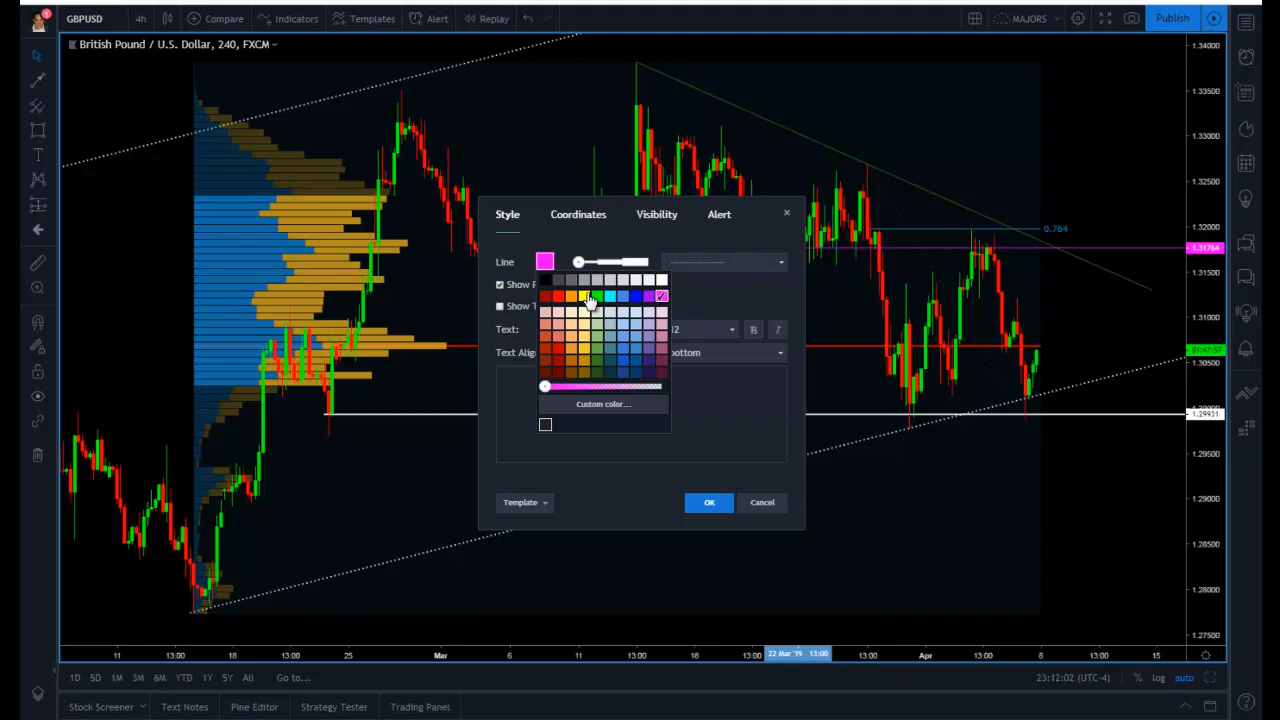 1
GBPUSD
4h
Compare
Indicators
Templates
Alert
Replay
MAJORS
Publish
British Pound / U.S. Dollar, 240, FXCM
1.34000
1.33500
1.33000
1.32500
1.32000
0.764
1.31764
1.31500
1.31000
01:47:57
1.30500
1.29931
1.29500
1.29000
1.28500
1.28000
1.27500
Style
Coordinates
Visibility
Alert
Line
Show
Show
Text:
12
B
I
Text
bottom
Custom color...
Template
OK
Cancel
11
13:00
18
13:00
25
Mar
6
11
13:00
18
13:00
22 Mar '19 13:00
13:00
Apr
13:00
8
13:00
15
1D
5D
1M
3M
6M
YTD
1Y
5Y
All
Go to...
23:12:02 (UTC-4)
%
log
auto
Stock Screener
Text Notes
Pine Editor
Strategy Tester
Trading Panel